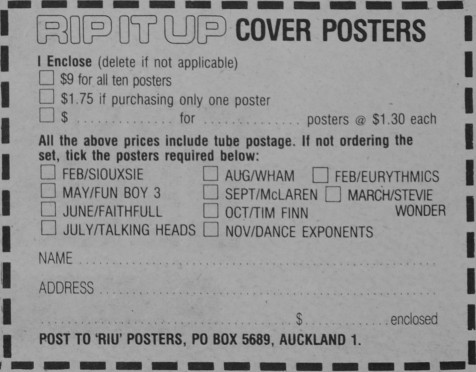 RIP IT UP COVER POSTERS
I Enclose (delete if not applicable)
$9 for all ten posters
$1.75 if purchasing only one poster
$ .................. for .................. posters @ $1.30 each
All the above prices include tube postage. If not ordering the
set, tick the posters required below:
FEB/SIOUXSIE AUG/WHAM FEB/EURYTHMICS
MAY/FUN BOY 3 SEPT/McLAREN MARCH/STEVIE
JUNE/FAITHFULL OCT/TIM FINN WONDER
JULY/TALKING HEADS NOV/DANCE EXPONENTS
NAME ..................
ADDRESS ..................
.................. $ .................. enclosed
POST TO 'RIU' POSTERS, PO BOX 5689, AUCKLAND 1.